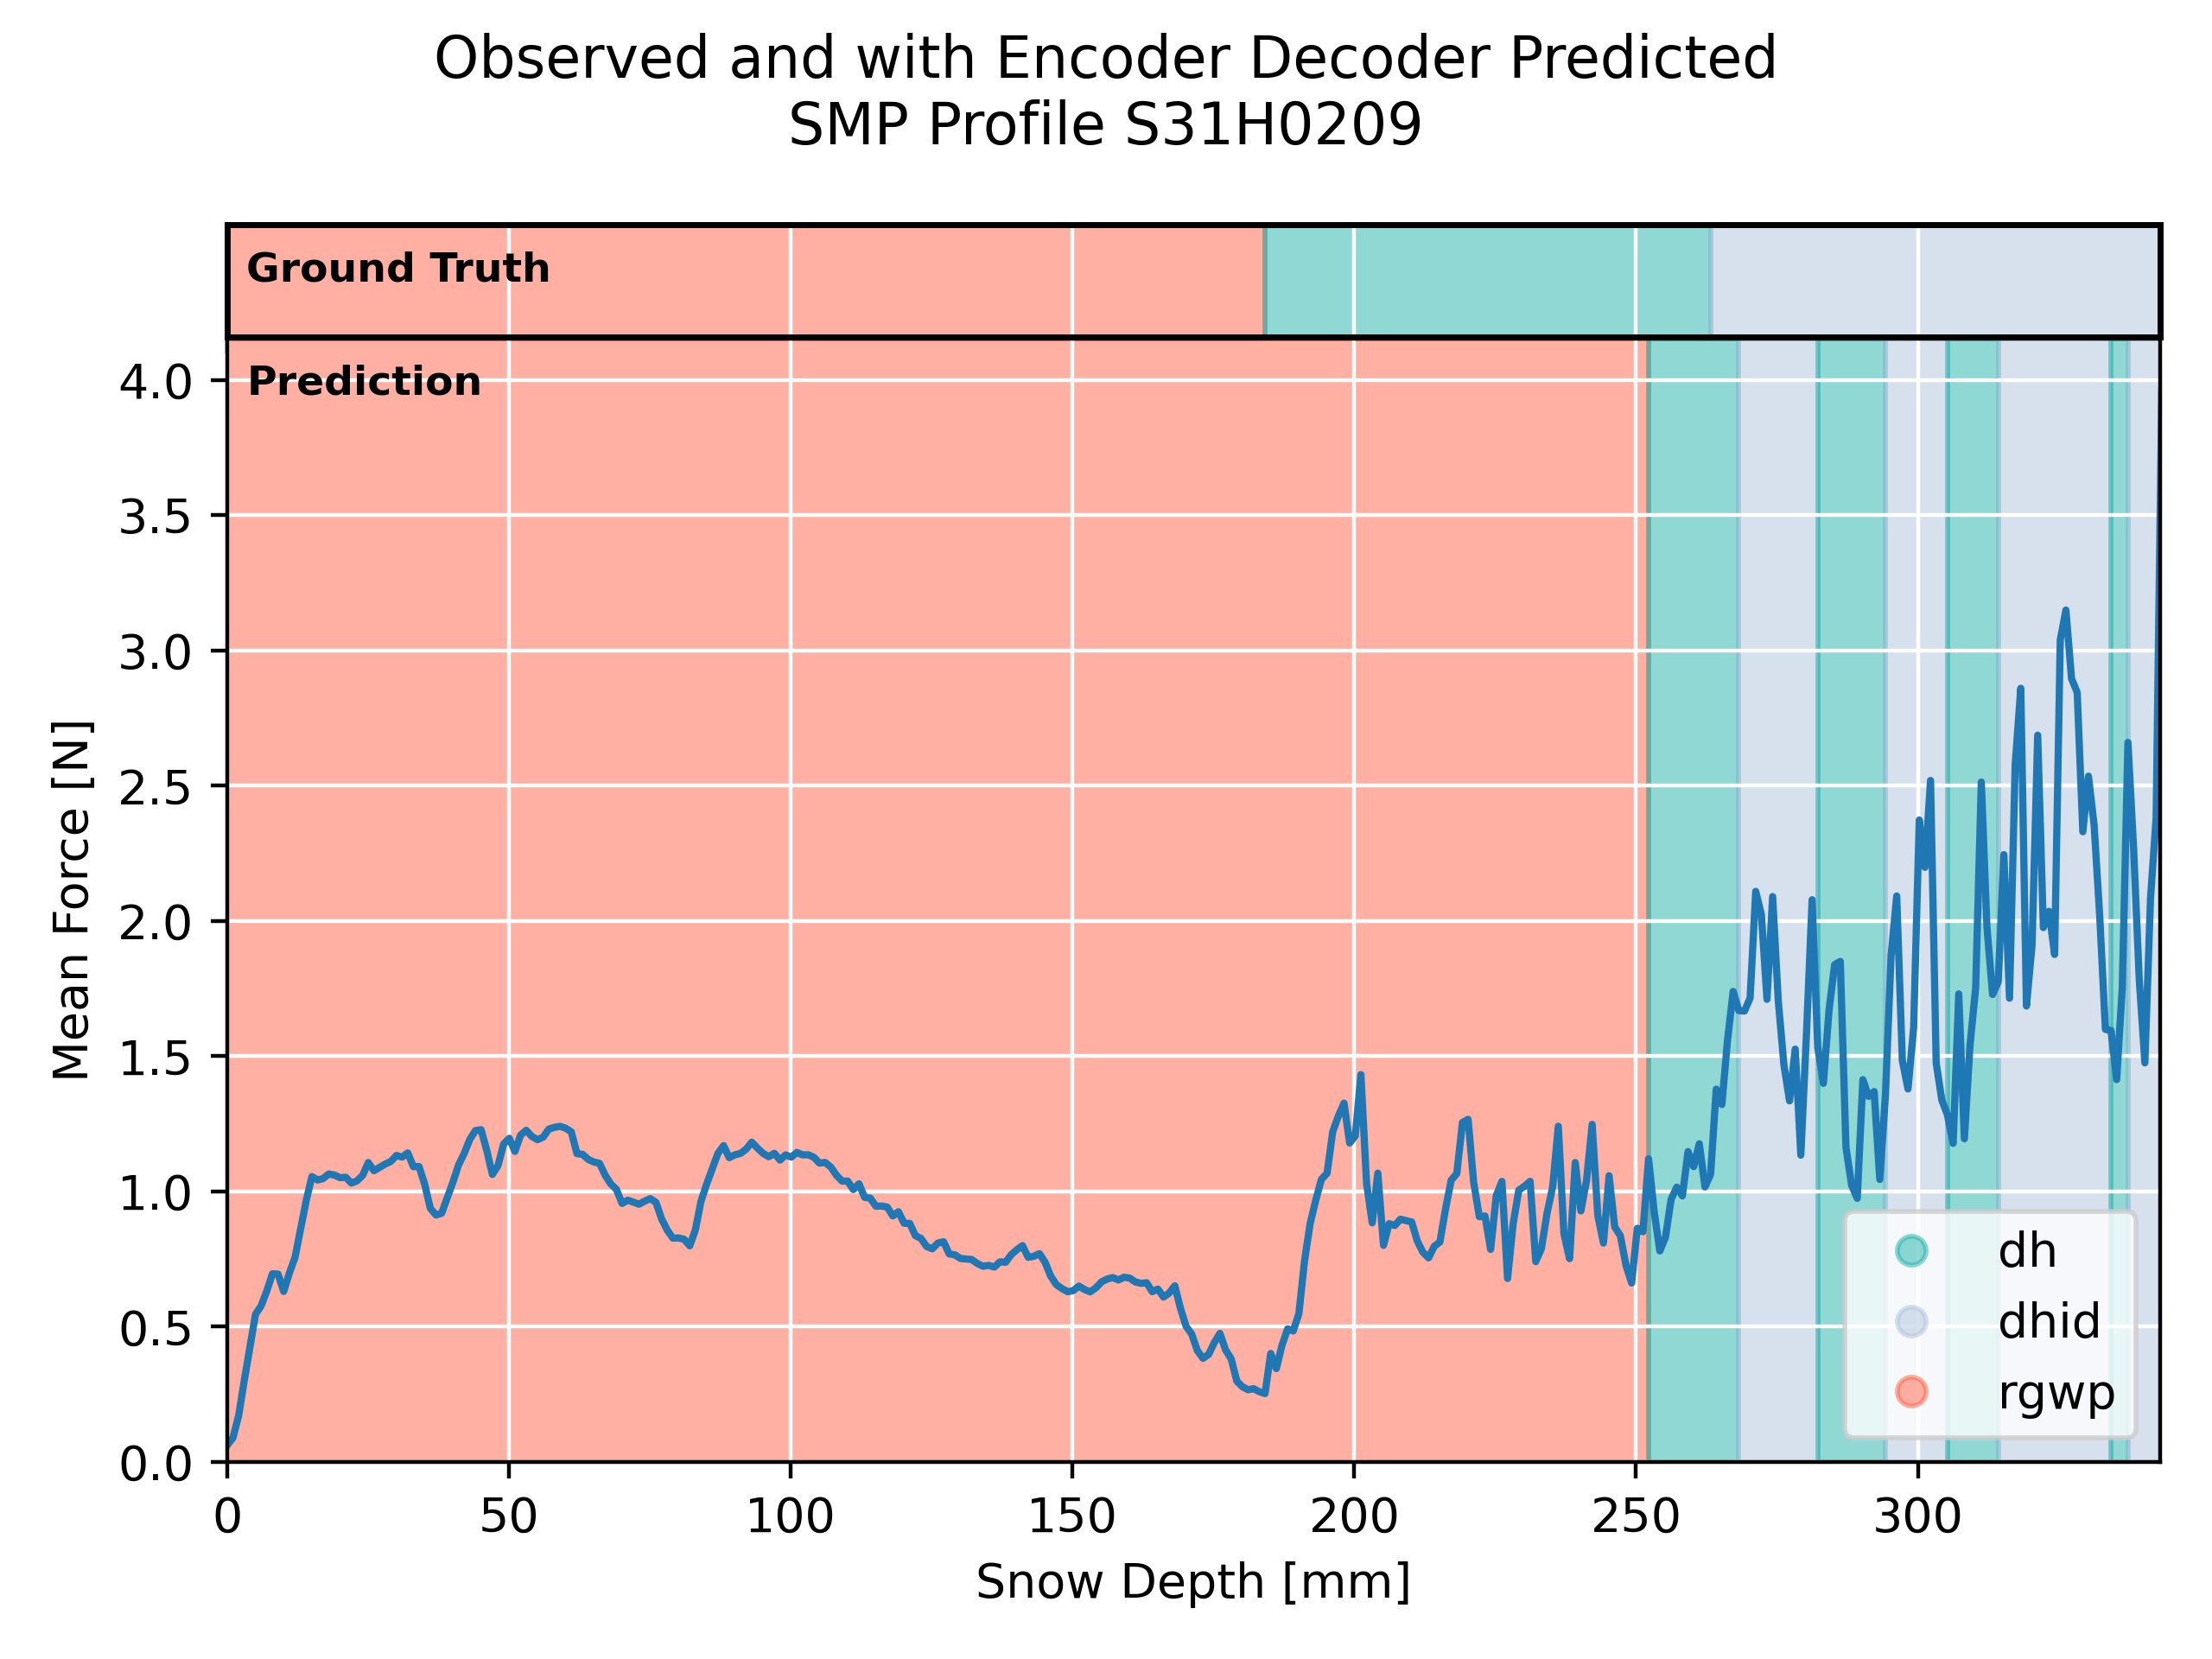 Observed and with Encoder Decoder Predicted
SMP Profile S31H0209
Ground Truth
Prediction
4.0
3.5
3.0
2.5
2.0
1.5
1.0
0.5
0.0
Mean Force [N]
dh
dhid
rgwp
0 50 100 150 200 250 300
Snow Depth [mm]